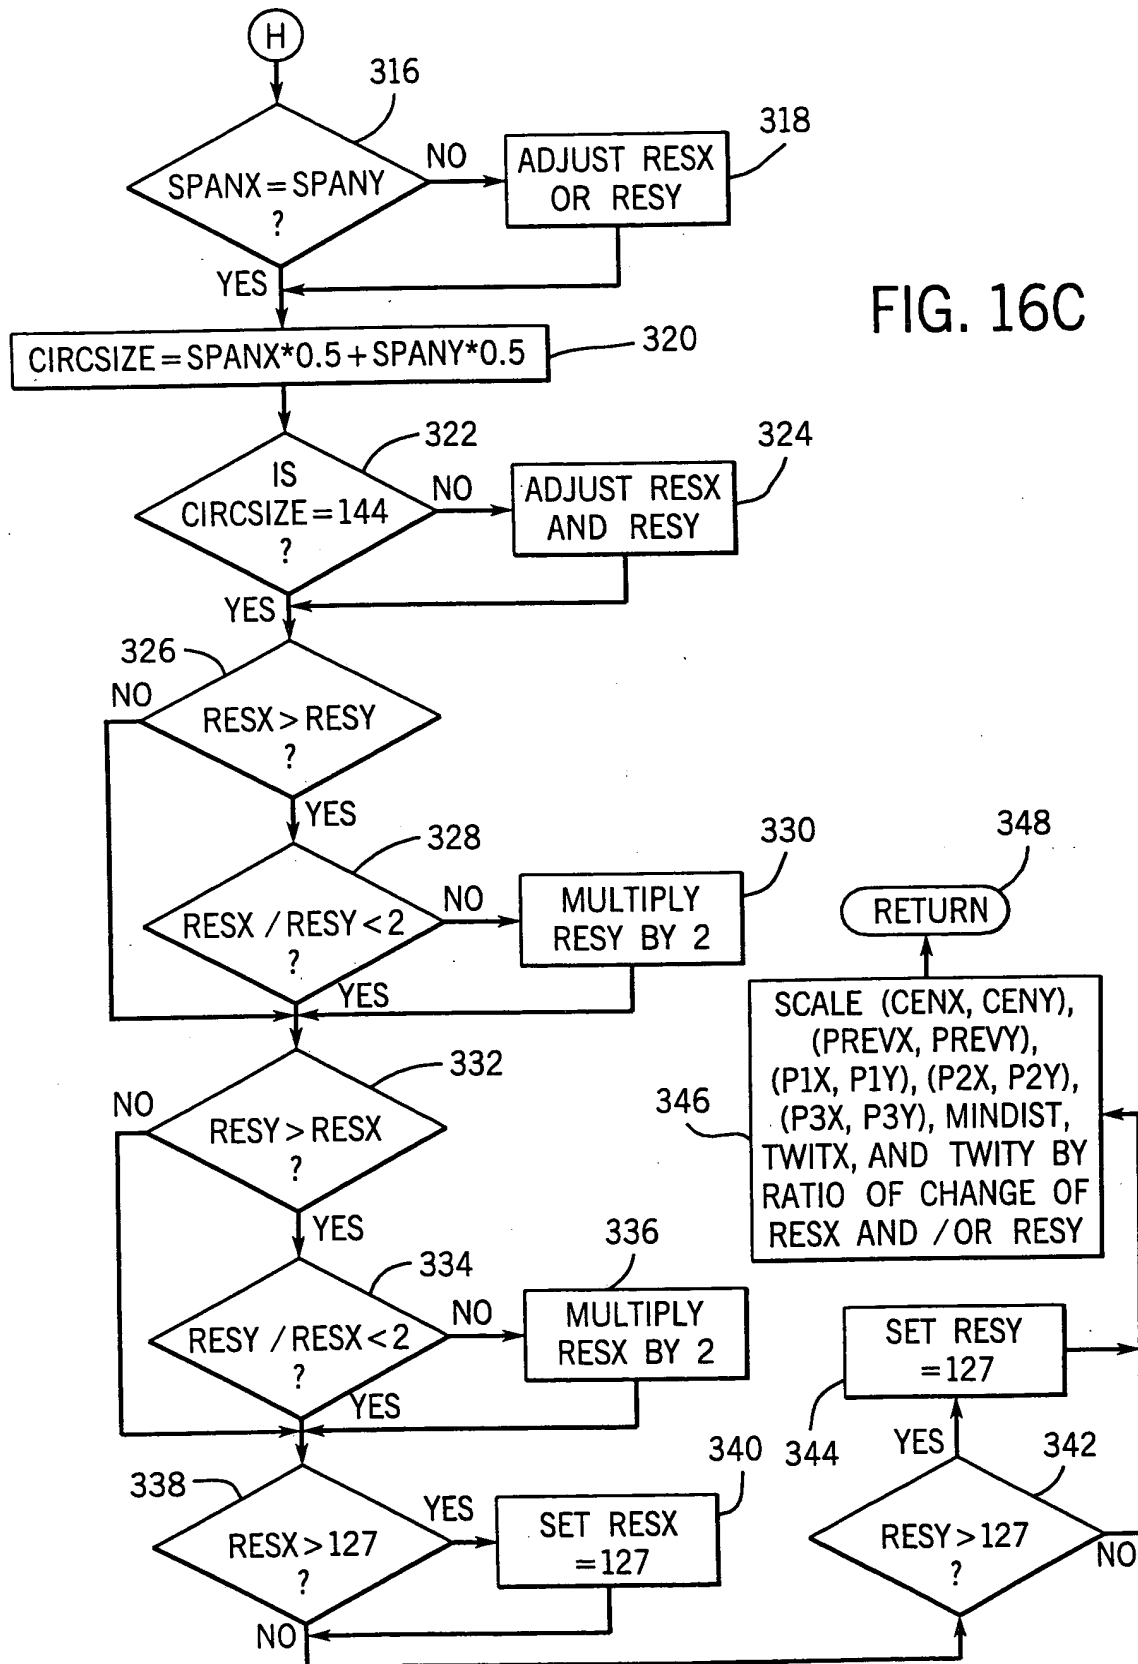 H
316
SPANX=SPANY
?
NO
ADJUST RESX
OR RESY
318
YES
FIG. 16C
CIRCSIZE=SPANX*0.5+SPANY*0.5
320
322
IS
CIRCSIZE=144
?
NO
ADJUST RESX
AND RESY
324
YES
326
NO
RESX>RESY
?
YES
328
RESX/RESY<2
?
NO
MULTIPLY
RESY BY 2
330
YES
332
NO
RESY>RESX
?
YES
334
RESY/RESX<2
?
NO
MULTIPLY
RESX BY 2
336
YES
338
RESX>127
?
YES
SET RESX
=127
340
NO
342
RESY>127
?
NO
YES
SET RESY
=127
344
346
SCALE (CENX, CENY),
(PREVX, PREVY),
(P1X, P1Y), (P2X, P2Y),
(P3X, P3Y), MINDIST,
TWITX, AND TWITY BY
RATIO OF CHANGE OF
RESX AND /OR RESY
RETURN
348